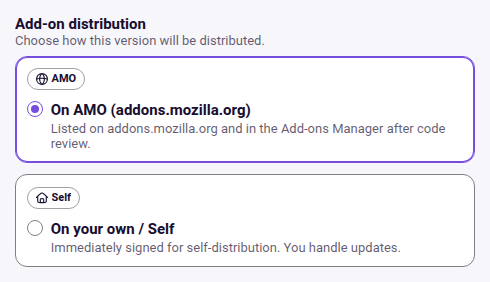 Add-on distribution
Choose how this version will be distributed.
AMO
On AMO (addons.mozilla.org)
Listed on addons.mozilla.org and in the Add-ons Manager after code
review.
Self
On your own / Self
Immediately signed for self-distribution. You handle updates.